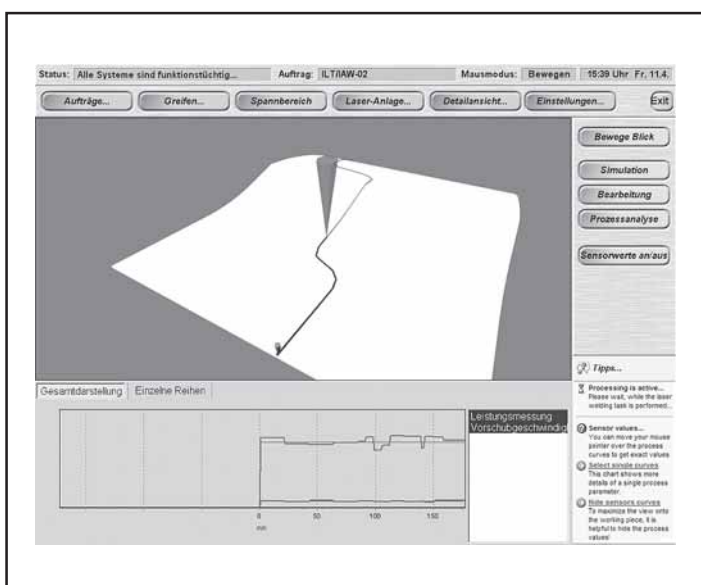 Status: Alle Systeme sind funktionstüchtig... Auftrag: ILT/IAW-02 Mausmodus: Bewegen 15:39 Uhr Fr, 11.4.
Aufträge... Greifen... Spannbereich Laser-Anlage... Detailansicht... Einstellungen... Exit
Bewege Blick
Simulation
Bearbeitung
Prozessanalyse
Sensorwerte an/aus
Tipps...
Gesamtdarstellung Einzelne Reihen
Leistungsmessung
Vorschubgeschwindig
0 50 100 150
mm
Processing is active...
Please wait, while the laser
welding task is performed...
Sensor values...
You can move your mouse
pointer over the process
curves to get exact values
Select single curves
This chart shows more
details of a single process
parameter.
Hide sensors curves
To maximize the view onto
the working piece, it is
helpful to hide the process
values!